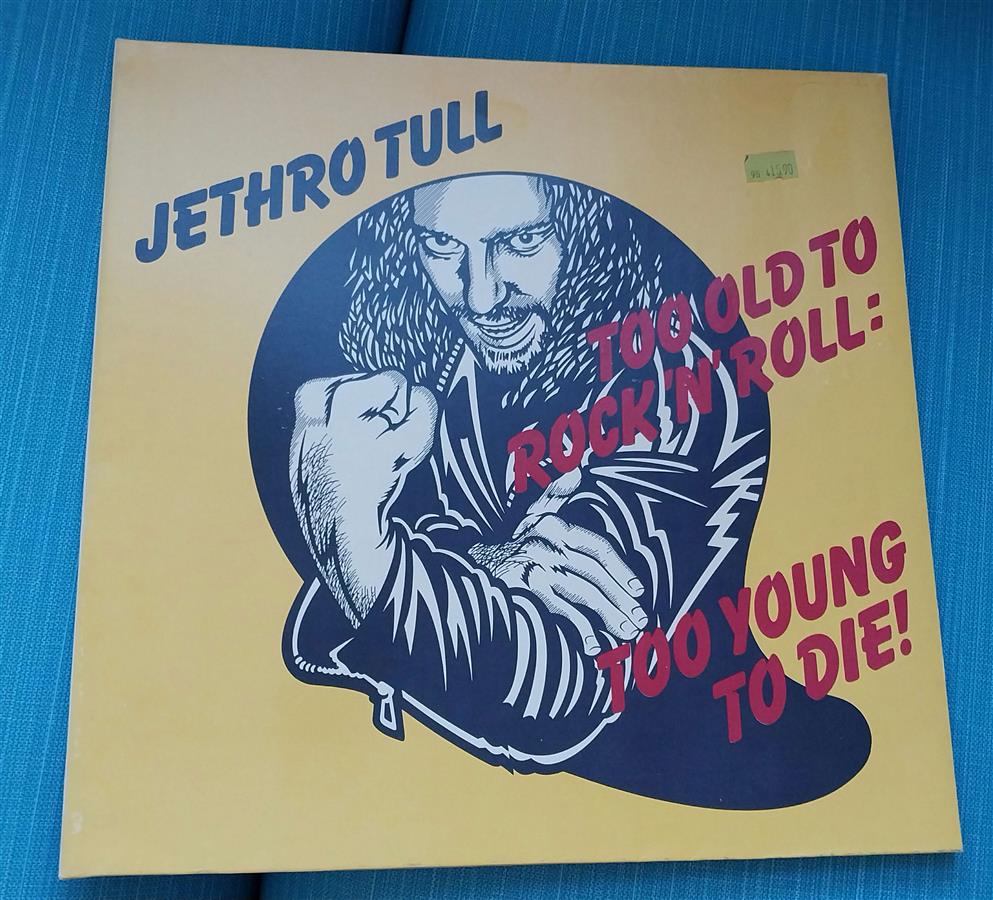 JETHRO TULL
TOO OLD TO
ROCK 'N' ROLL:
TOO YOUNG
TO DIE!